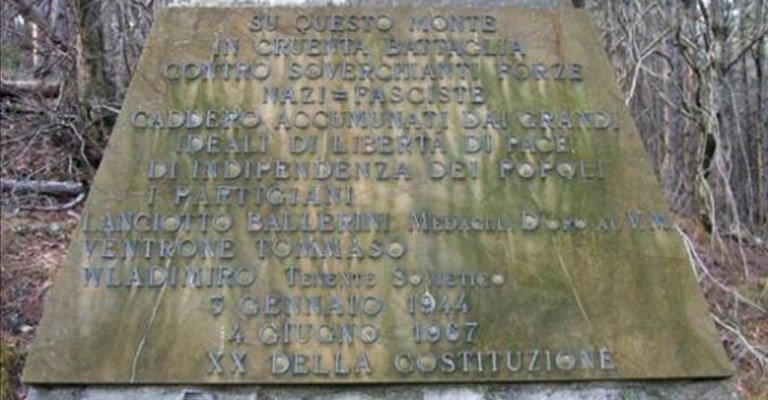 SU QUESTO MONTE
IN CRUENTA BATTAGLIA
CONTRO SOVERCHIANTI FORZE
NAZI=FASCISTE
CADDERO ACCUMUNATI DAI GRANDI
IDEALI DI LIBERTA DI PACE
DI INDIPENDENZA DEI POPOLI
I PARTIGIANI
LANCIOTTO BALLERINI MEDAGLIA D'ORO AL V.M.
VENTRONE TOMMASO
WLADIMIRO TENENTE SOVIETICO
3 GENNAIO 1944
4 GIUGNO 1967
XX DELLA COSTITUZIONE